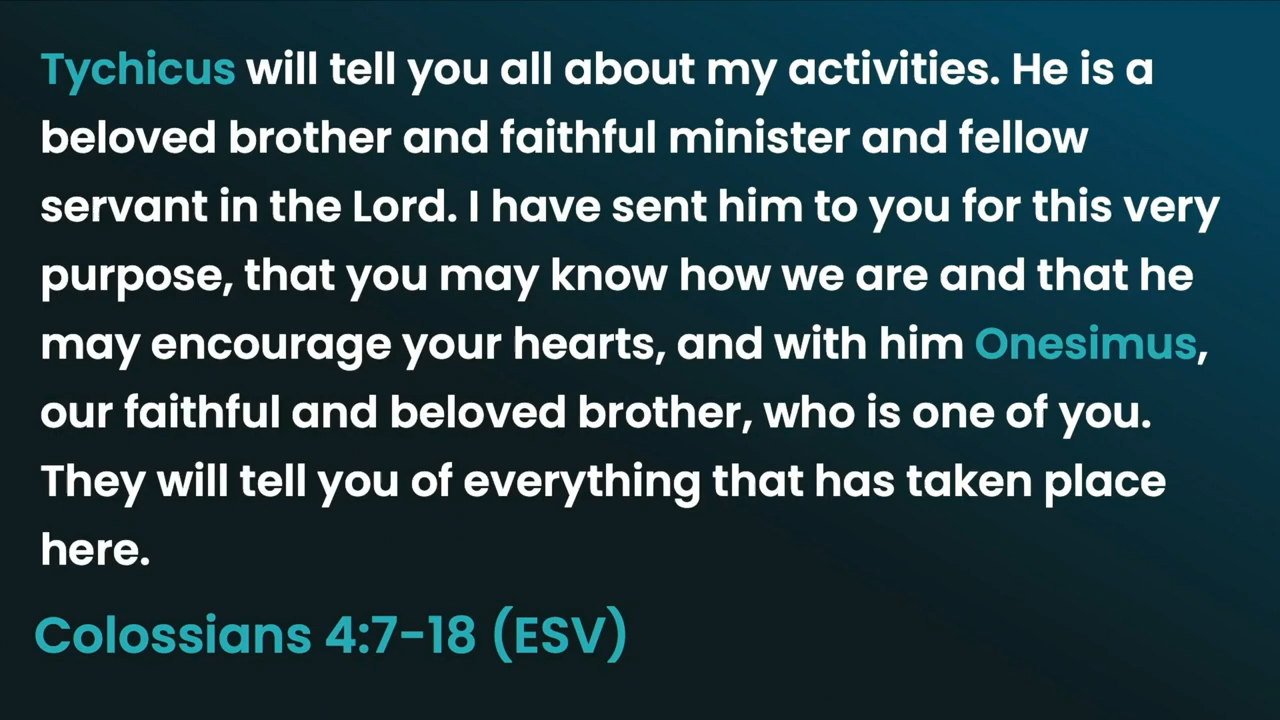 Tychicus will tell you all about my activities. He is a
beloved brother and faithful minister and fellow
servant in the Lord. I have sent him to you for this very
purpose, that you may know how we are and that he
may encourage your hearts, and with him Onesimus,
our faithful and beloved brother, who is one of you.
They will tell you of everything that has taken place
here.
Colossians 4:7-18 (ESV)